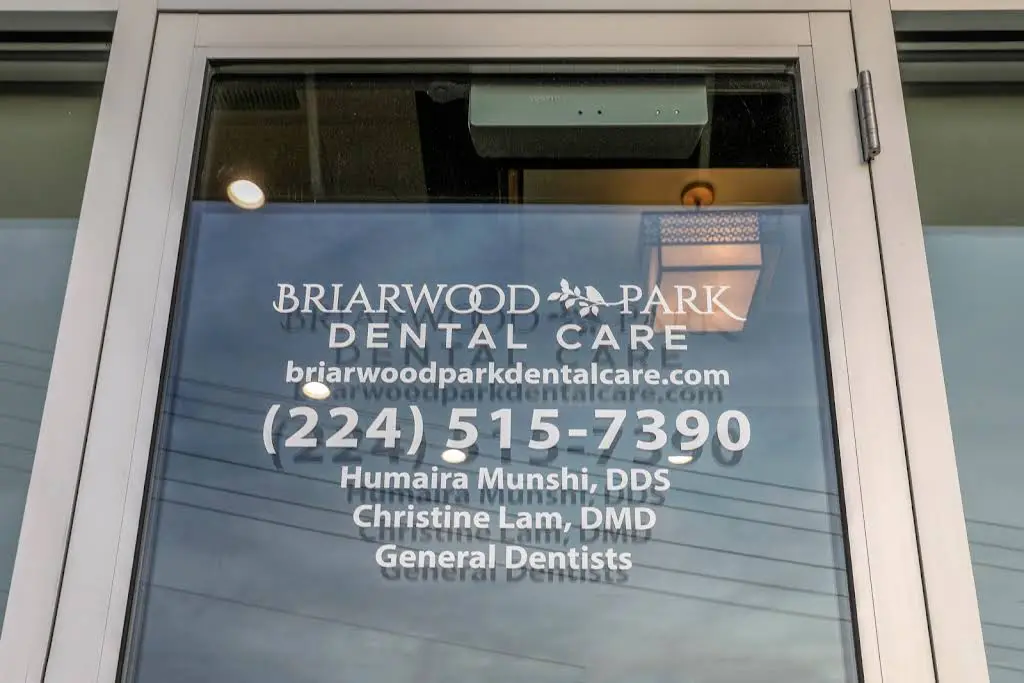 BRIARWOOD PARK
DENTAL CARE
briarwoodparkdentalcare.com
(224) 515-7390
Humaira Munshi, DDS
Christine Lam, DMD
General Dentists